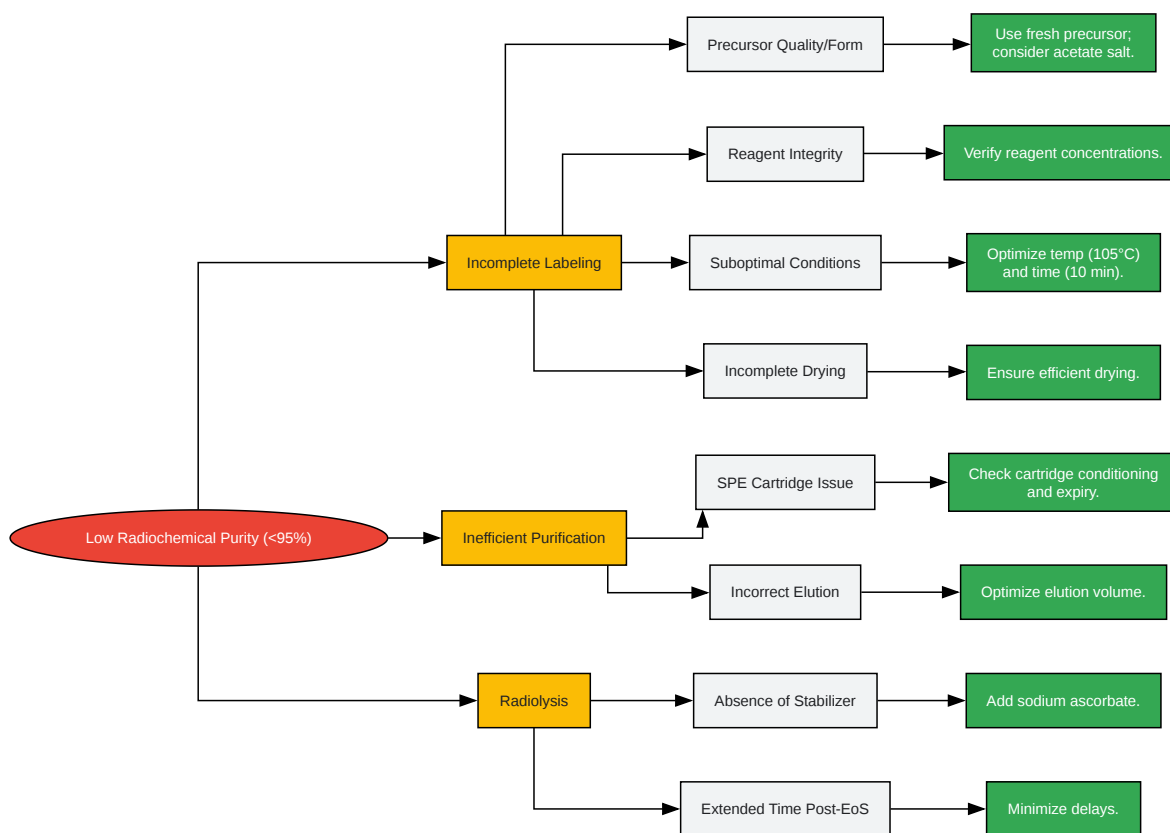 Precursor Quality/Form
Use fresh precursor;
consider acetate salt.
Reagent Integrity
Verify reagent concentrations.
Incomplete Labeling
Suboptimal Conditions
Optimize temp (105°C)
and time (10 min).
Incomplete Drying
Ensure efficient drying.
SPE Cartridge Issue
Check cartridge conditioning
and expiry.
Low Radiochemical Purity (<95%)
Inefficient Purification
Incorrect Elution
Optimize elution volume.
Radiolysis
Absence of Stabilizer
Add sodium ascorbate.
Extended Time Post-EoS
Minimize delays.